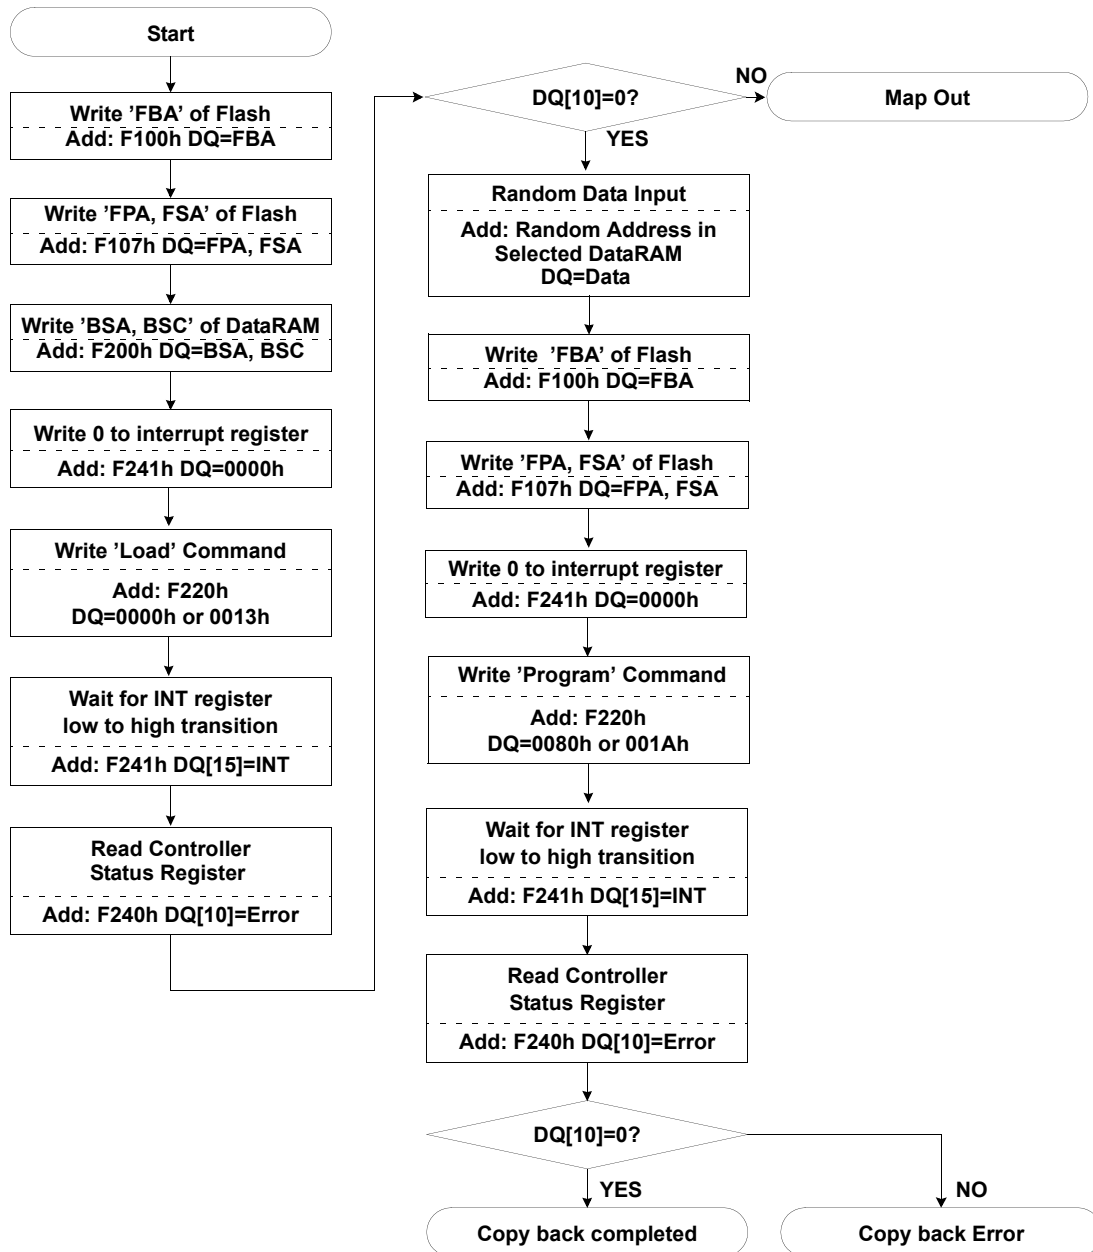 Start
Write ’FBA’ of Flash
Add: F100h DQ=FBA
Write ’FPA, FSA’ of Flash
Add: F107h DQ=FPA, FSA
Write ’BSA, BSC’ of DataRAM
Add: F200h DQ=BSA, BSC
Write 0 to interrupt register
Add: F241h DQ=0000h
Write ’Load’ Command
Add: F220h
DQ=0000h or 0013h
Wait for INT register
low to high transition
Add: F241h DQ[15]=INT
Read Controller
Status Register
Add: F240h DQ[10]=Error
DQ[10]=0?
NO
Map Out
YES
Random Data Input
Add: Random Address in
Selected DataRAM
DQ=Data
Write ’FBA’ of Flash
Add: F100h DQ=FBA
Write ’FPA, FSA’ of Flash
Add: F107h DQ=FPA, FSA
Write 0 to interrupt register
Add: F241h DQ=0000h
Write ’Program’ Command
Add: F220h
DQ=0080h or 001Ah
Wait for INT register
low to high transition
Add: F241h DQ[15]=INT
Read Controller
Status Register
Add: F240h DQ[10]=Error
DQ[10]=0?
YES
NO
Copy back completed
Copy back Error